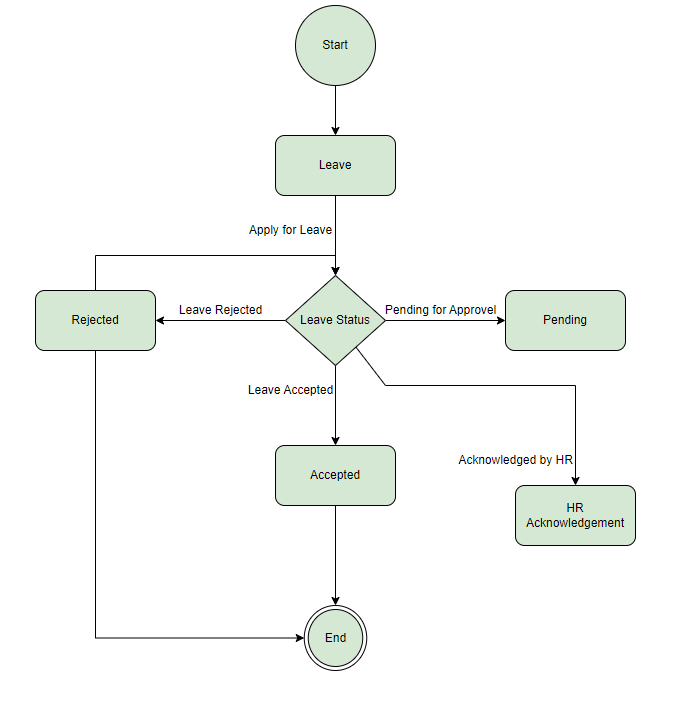 Start
Leave
Apply for Leave
Rejected
Leave Rejected
Leave Status
Pending for Approvel
Pending
Leave Accepted
Accepted
Acknowledged by HR
HR
Acknowledgement
End